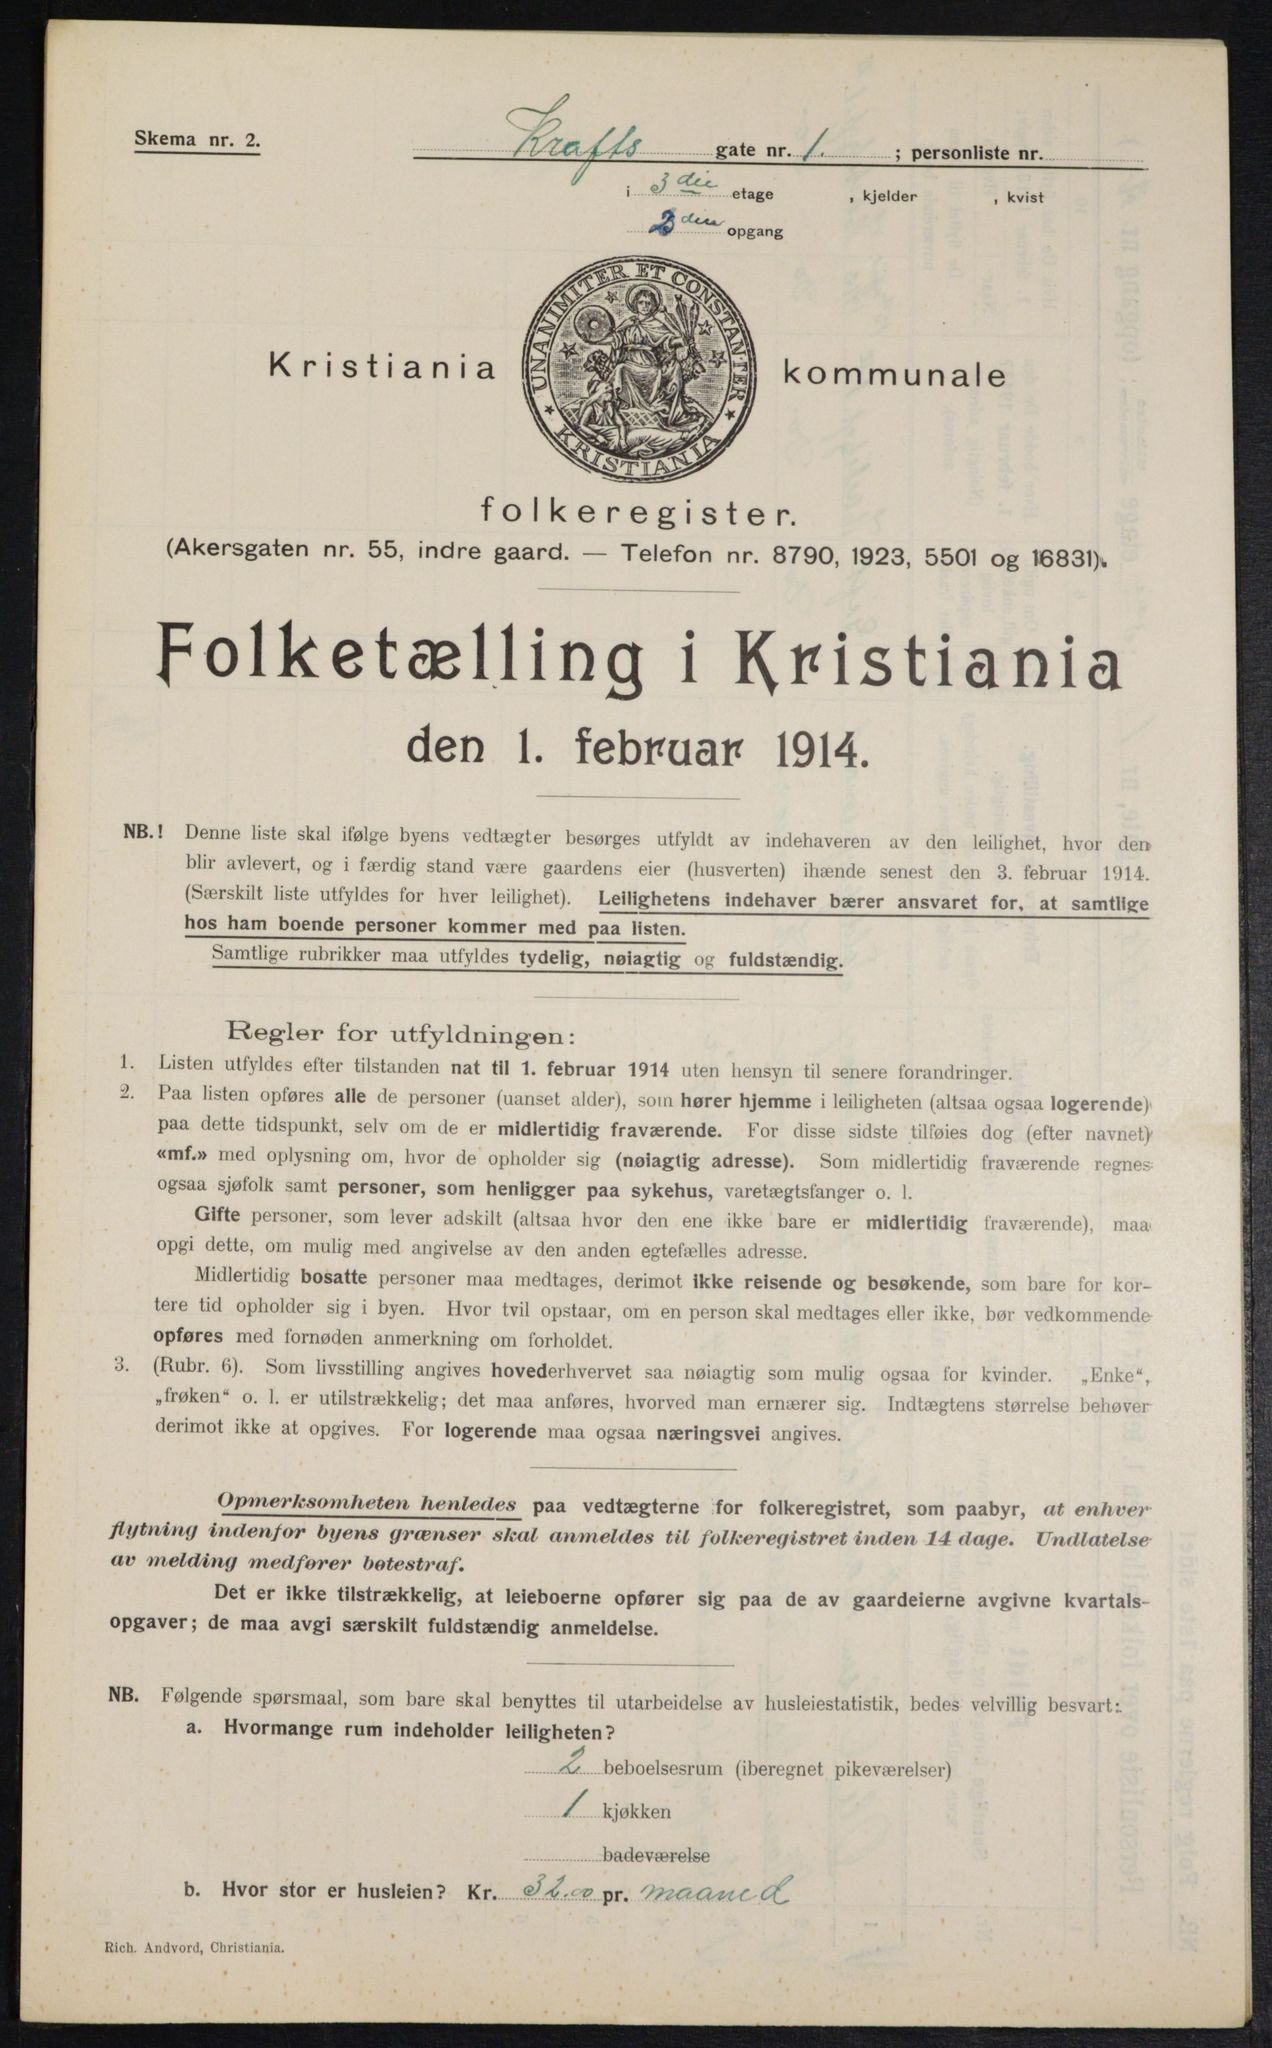 Skema nr. 2.
Krafts gate nr. 1. ; personliste nr.
i 3die etage , kjelder , kvist
2den opgang
UNANIMITER ET CONSTANTER
KRISTIANIA
Kristiania kommunale
folkeregister.
(Akersgaten nr. 55, indre gaard. — Telefon nr. 8790, 1923, 5501 og 16831).
Folketælling i Kristiania
den 1. februar 1914.
NB.! Denne liste skal ifølge byens vedtægter besørges utfyldt av indehaveren av den leilighet, hvor den
blir avlevert, og i færdig stand være gaardens eier (husverten) ihænde senest den 3. februar 1914.
(Særskilt liste utfyldes for hver leilighet). Leilighetens indehaver bærer ansvaret for, at samtlige
hos ham boende personer kommer med paa listen.
Samtlige rubrikker maa utfyldes tydelig, nøiagtig og fuldstændig.
Regler for utfyldningen:
1. Listen utfyldes efter tilstanden nat til 1. februar 1914 uten hensyn til senere forandringer.
2. Paa listen opføres alle de personer (uanset alder), som hører hjemme i leiligheten (altsaa ogsaa logerende)
paa dette tidspunkt, selv om de er midlertidig fraværende. For disse sidste tilføies dog (efter navnet)
«mf.» med oplysning om, hvor de opholder sig (nøiagtig adresse). Som midlertidig fraværende regnes
ogsaa sjøfolk samt personer, som henligger paa sykehus, varetægtsfanger o. l.
Gifte personer, som lever adskilt (altsaa hvor den ene ikke bare er midlertidig fraværende), maa
opgi dette, om mulig med angivelse av den anden egtefælles adresse.
Midlertidig bosatte personer maa medtages, derimot ikke reisende og besøkende, som bare for kor-
tere tid opholder sig i byen. Hvor tvil opstaar, om en person skal medtages eller ikke, bør vedkommende
opføres med fornøden anmerkning om forholdet.
3. (Rubr. 6). Som livsstilling angives hovederhvervet saa nøiagtig som mulig ogsaa for kvinder. „Enke“,
„frøken“ o. l. er utilstrækkelig; det maa anføres, hvorved man ernærer sig. Indtægtens størrelse behøver
derimot ikke at opgives. For logerende maa ogsaa næringsvei angives.
Opmerksomheten henledes paa vedtægterne for folkeregistret, som paabyr, at enhver
flytning indenfor byens grænser skal anmeldes til folkeregistret inden 14 dage. Undlatelse
av melding medfører bøtestraf.
Det er ikke tilstrækkelig, at leieboerne opfører sig paa de av gaardeierne avgivne kvartals-
opgaver; de maa avgi særskilt fuldstændig anmeldelse.
NB. Følgende spørsmaal, som bare skal benyttes til utarbeidelse av husleiestatistik, bedes velvillig besvart:
a. Hvormange rum indeholder leiligheten?
2 beboelsesrum (iberegnet pikeværelser)
1 kjøkken
badeværelse
b. Hvor stor er husleien? Kr. 32.00 pr. maaned
Rich. Andvord, Christiania.